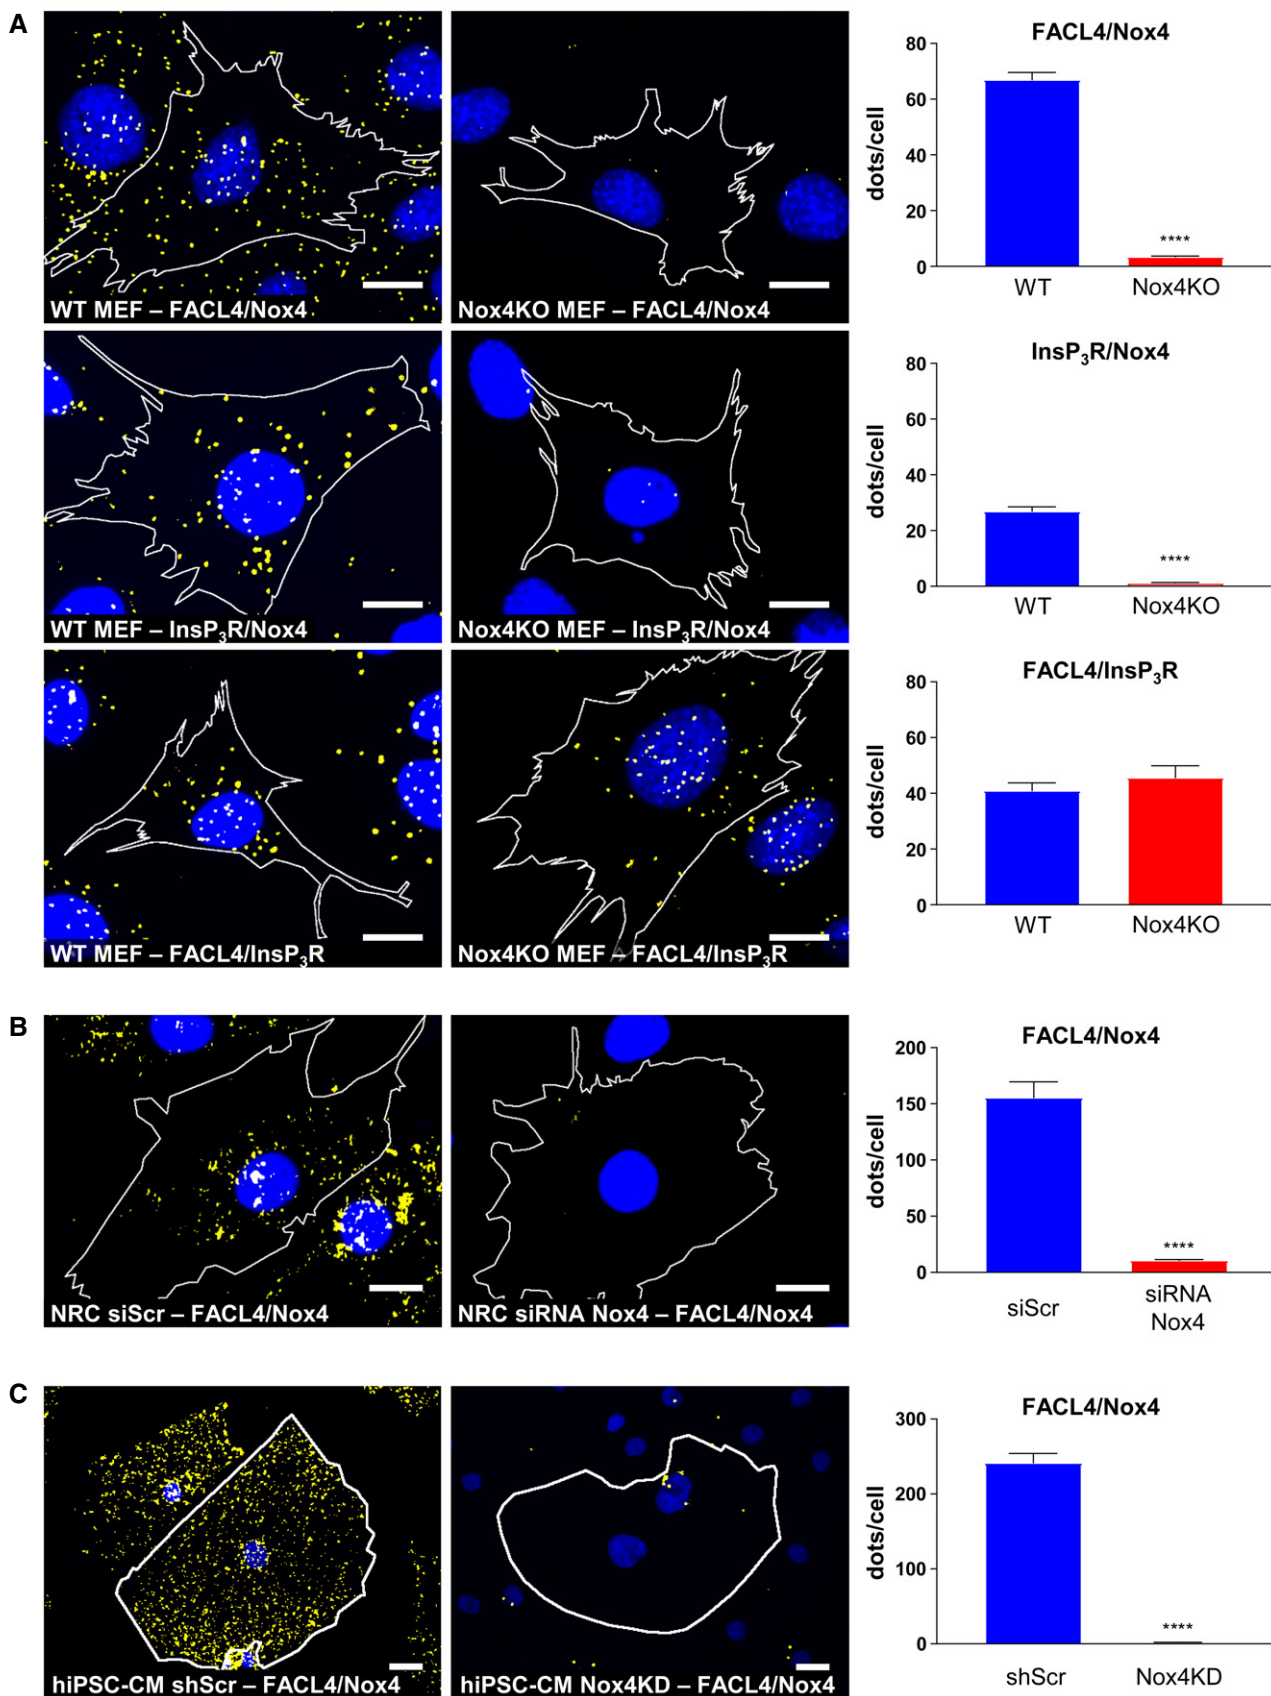 A
WT MEF – FACL4/Nox4
Nox4KO MEF – FACL4/Nox4
FACL4/Nox4
dots/cell
80
60
40
20
0
****
WT
Nox4KO
WT MEF – InsP₃R/Nox4
Nox4KO MEF – InsP₃R/Nox4
InsP₃R/Nox4
dots/cell
80
60
40
20
0
****
WT
Nox4KO
WT MEF – FACL4/InsP₃R
Nox4KO MEF – FACL4/InsP₃R
FACL4/InsP₃R
dots/cell
80
60
40
20
0
WT
Nox4KO
B
NRC siScr – FACL4/Nox4
NRC siRNA Nox4 – FACL4/Nox4
FACL4/Nox4
dots/cell
200
150
100
50
0
****
siScr
siRNA
Nox4
C
hiPSC-CM shScr – FACL4/Nox4
hiPSC-CM Nox4KD – FACL4/Nox4
FACL4/Nox4
dots/cell
300
200
100
0
****
shScr
Nox4KD